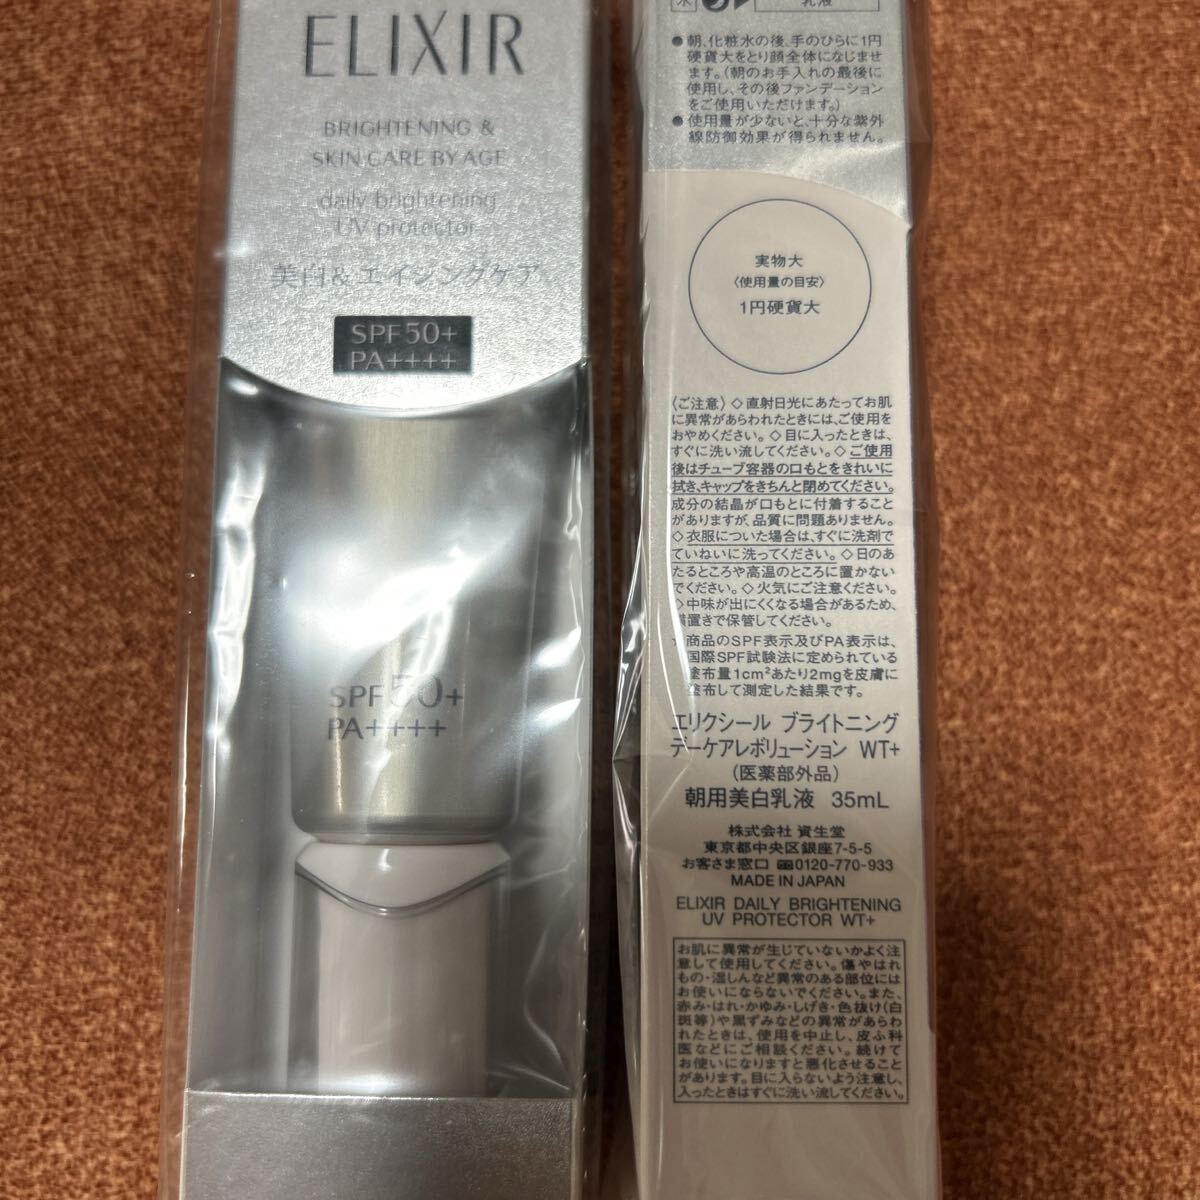 ELIXIR
BRIGHTENING &
SKIN CARE BY AGE
daily brightening
UV protector
美白&エイジングケア
SPF50+
PA++++
SPF50+
PA++++
水
乳液
●朝、化粧水の後、手のひらに1円
硬貨大をとり顔全体になじませ
ます。(朝のお手入れの最後に
使用し、その後ファンデーション
をご使用いただけます。)
●使用量が少ないと、十分な紫外
線防御効果が得られません。
実物大
〈使用量の目安〉
1円硬貨大
〈ご注意〉◇直射日光にあたってお肌
に異常があらわれたときには、ご使用を
おやめください。◇目に入ったときは、
すぐに洗い流してください。◇ご使用
後はチューブ容器の口もとをきれいに
拭き、キャップをきちんと閉めてください。
成分の結晶が口もとに付着すること
がありますが、品質に問題ありません。
◇衣服についた場合は、すぐに洗剤で
ていねいに洗ってください。◇日のあ
たるところや高温のところに置かない
でください。◇火気にご注意ください。
◇中味が出にくくなる場合があるため、
横置きで保管してください。
☆商品のSPF表示及びPA表示は、
国際SPF試験法に定められている
塗布量1cm²あたり2mgを皮膚に
塗布して測定した結果です。
エリクシール ブライトニング
デーケアレボリューション WT+
(医薬部外品)
朝用美白乳液 35mL
株式会社 資生堂
東京都中央区銀座7-5-5
お客さま窓口 0120-770-933
MADE IN JAPAN
ELIXIR DAILY BRIGHTENING
UV PROTECTOR WT+
お肌に異常が生じていないかよく注
意して使用してください。傷やはれ
もの・湿しんなど異常のある部位には
お使いにならないでください。また、
赤み・はれ・かゆみ・しげき・色抜け(白
斑等)や黒ずみなどの異常があらわ
れたときは、使用を中止し、皮ふ科
医などにご相談ください。続けて
お使いになりますと悪化させること
があります。目に入らないよう注意し、
入ったときはすぐに洗い流してください。